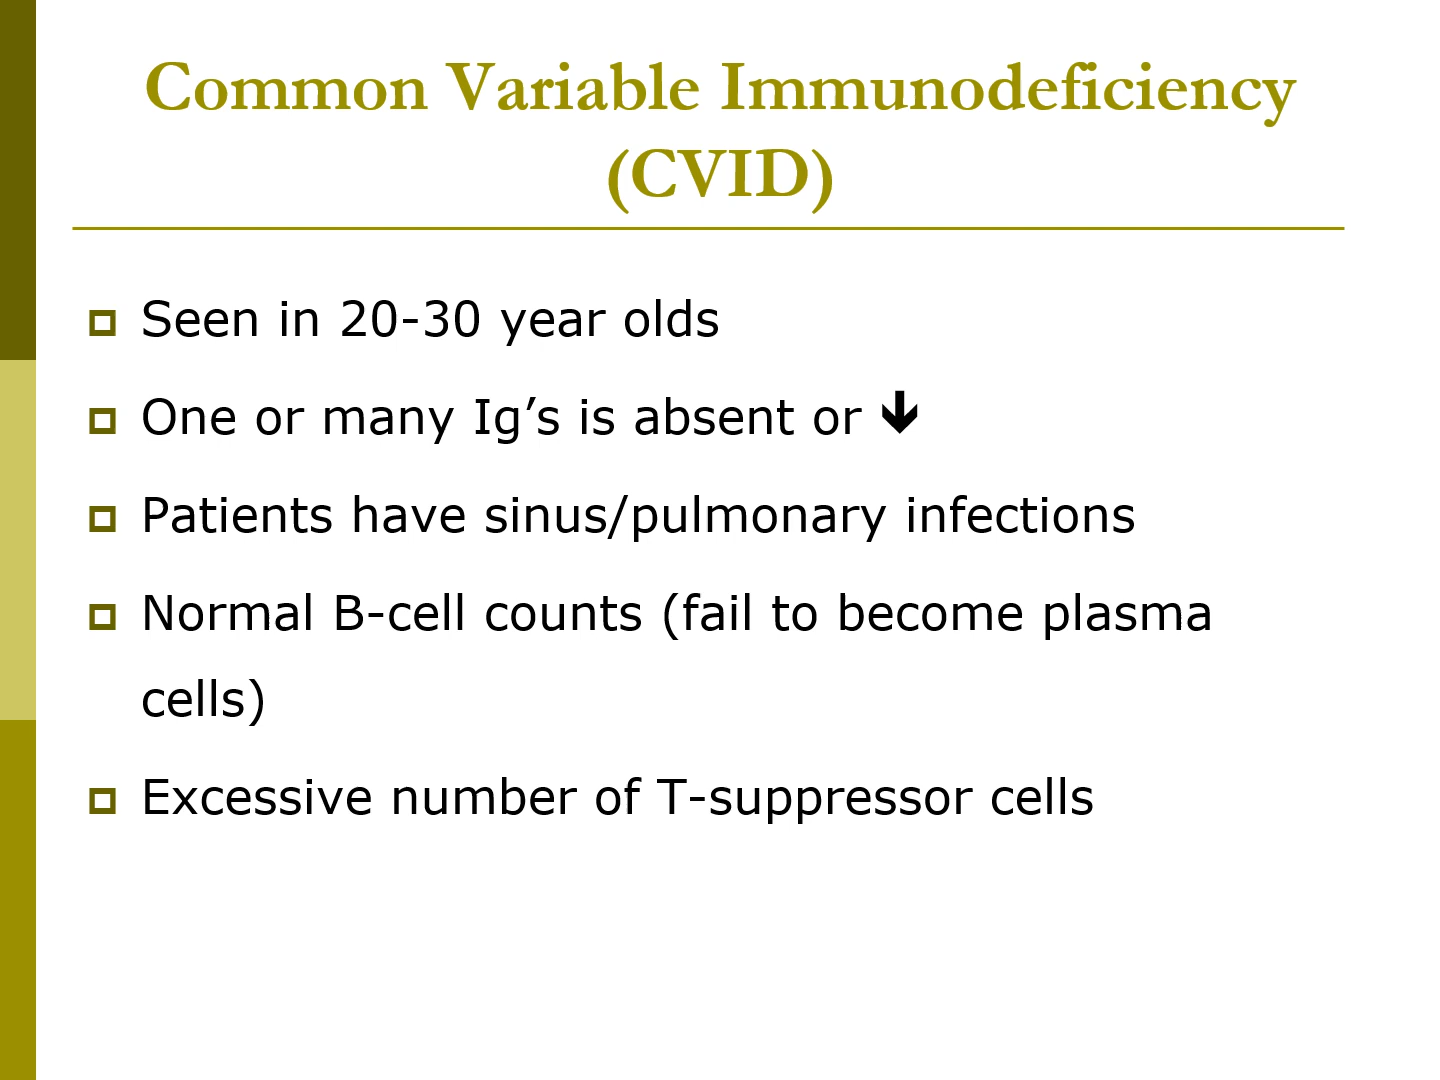 Common Variable Immunodeficiency
(CVID)
Seen in 20-30 year olds
One or many Ig’s is absent or 🡳
Patients have sinus/pulmonary infections
Normal B-cell counts (fail to become plasma
cells)
Excessive number of T-suppressor cells